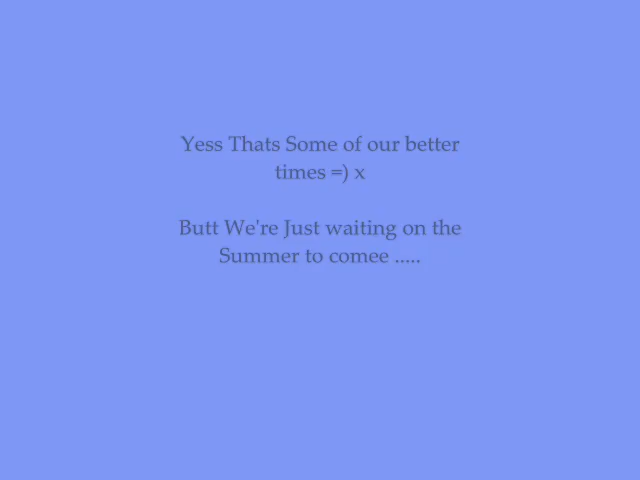 Yess Thats Some of our better
times =) x
Butt We're Just waiting on the
Summer to comee .....